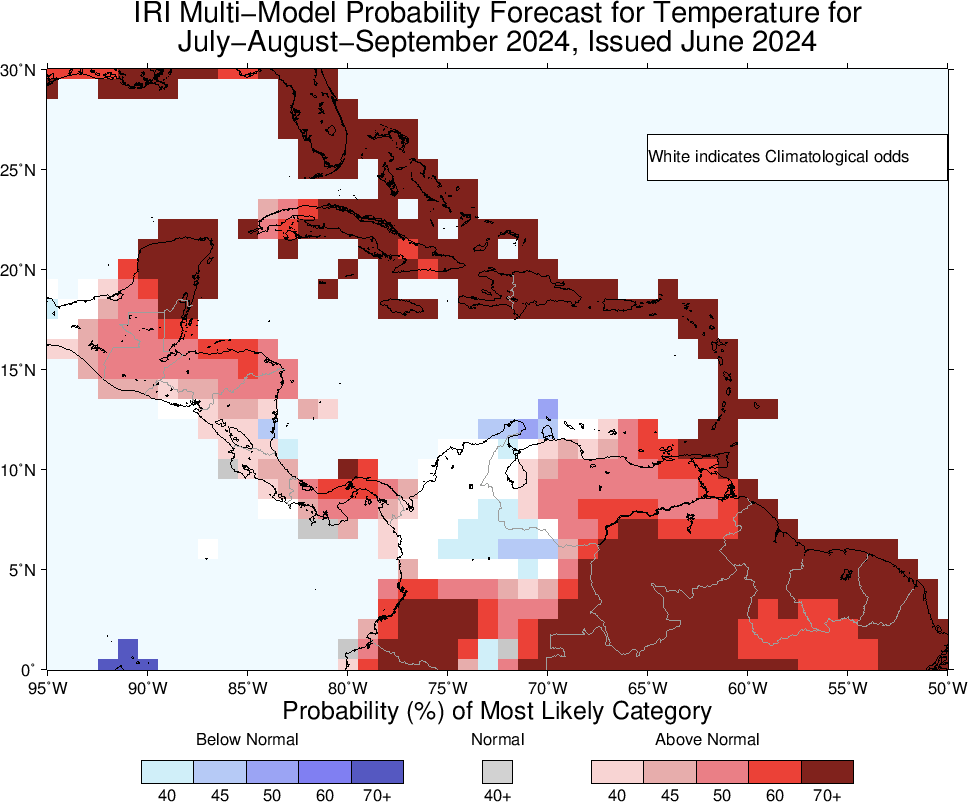 IRI Multi−Model Probability Forecast for Temperature for
July−August−September 2024, Issued June 2024
30˚N
White indicates Climatological odds
25˚N
20˚N
15˚N
10˚N
5˚N
0˚
95˚W 90˚W 85˚W 80˚W 75˚W 70˚W 65˚W 60˚W 55˚W 50˚W
Probability (%) of Most Likely Category
Below Normal Normal Above Normal
40 45 50 60 70+ 40+ 40 45 50 60 70+